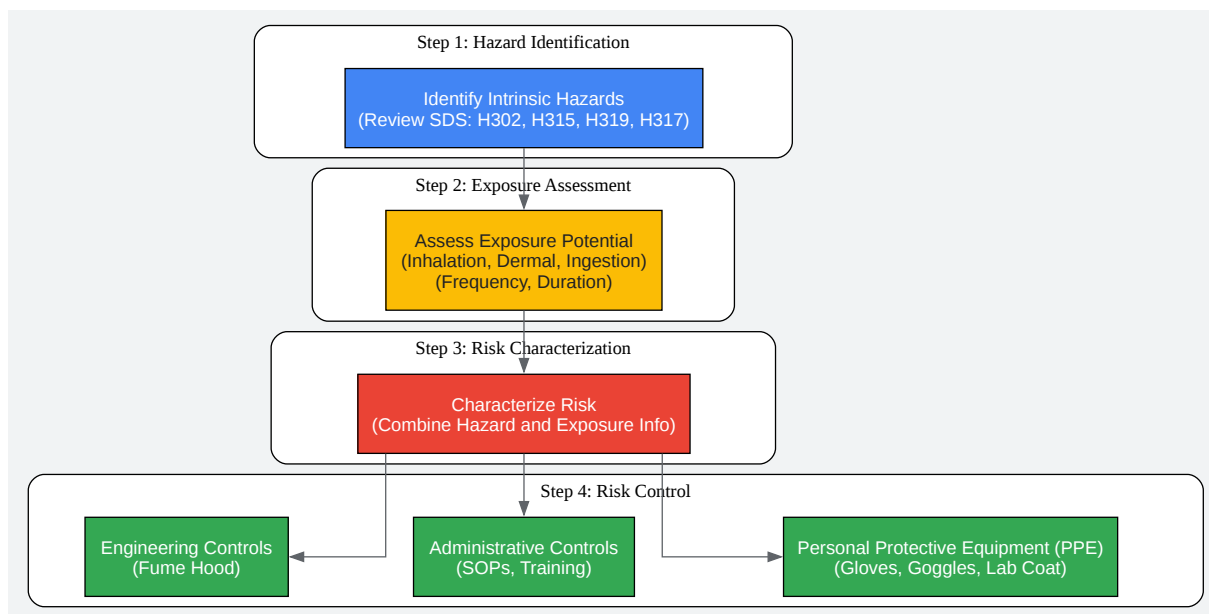 Step 1: Hazard Identification
Identify Intrinsic Hazards
(Review SDS: H302, H315, H319, H317)
Step 2: Exposure Assessment
Assess Exposure Potential
(Inhalation, Dermal, Ingestion)
(Frequency, Duration)
Step 3: Risk Characterization
Characterize Risk
(Combine Hazard and Exposure Info)
Step 4: Risk Control
Engineering Controls
(Fume Hood)
Administrative Controls
(SOPs, Training)
Personal Protective Equipment (PPE)
(Gloves, Goggles, Lab Coat)